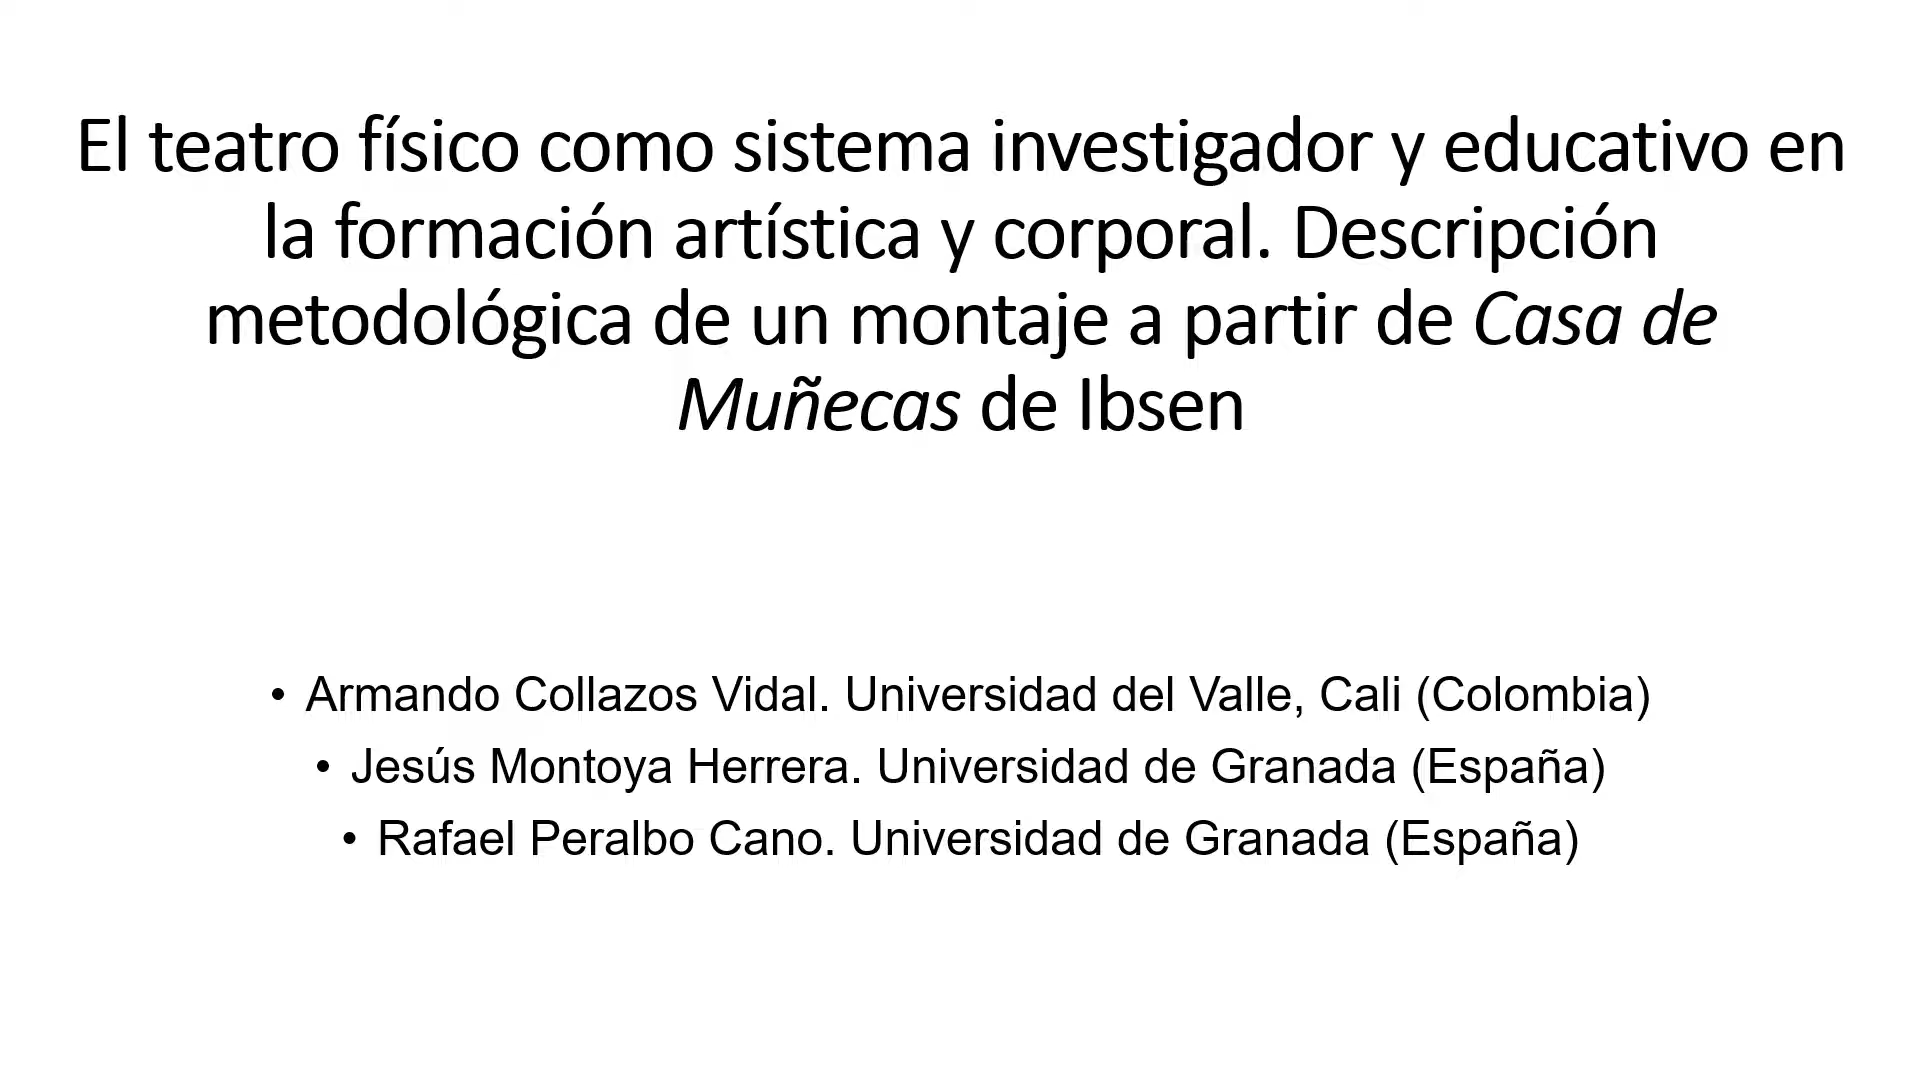 El teatro físico como sistema investigador y educativo en
la formación artística y corporal. Descripción
metodológica de un montaje a partir de Casa de
Muñecas de Ibsen
• Armando Collazos Vidal. Universidad del Valle, Cali (Colombia)
• Jesús Montoya Herrera. Universidad de Granada (España)
• Rafael Peralbo Cano. Universidad de Granada (España)